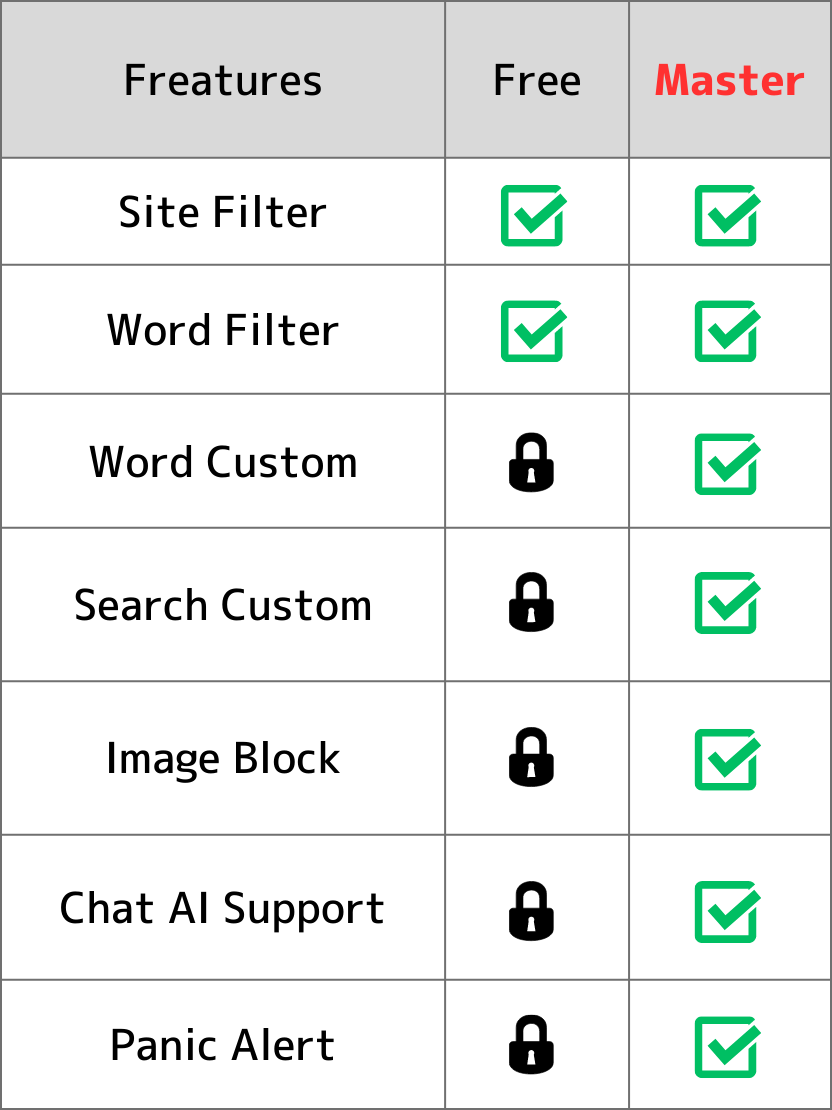 Freatures Free Master
Site Filter
Word Filter
Word Custom
Search Custom
Image Block
Chat AI Support
Panic Alert